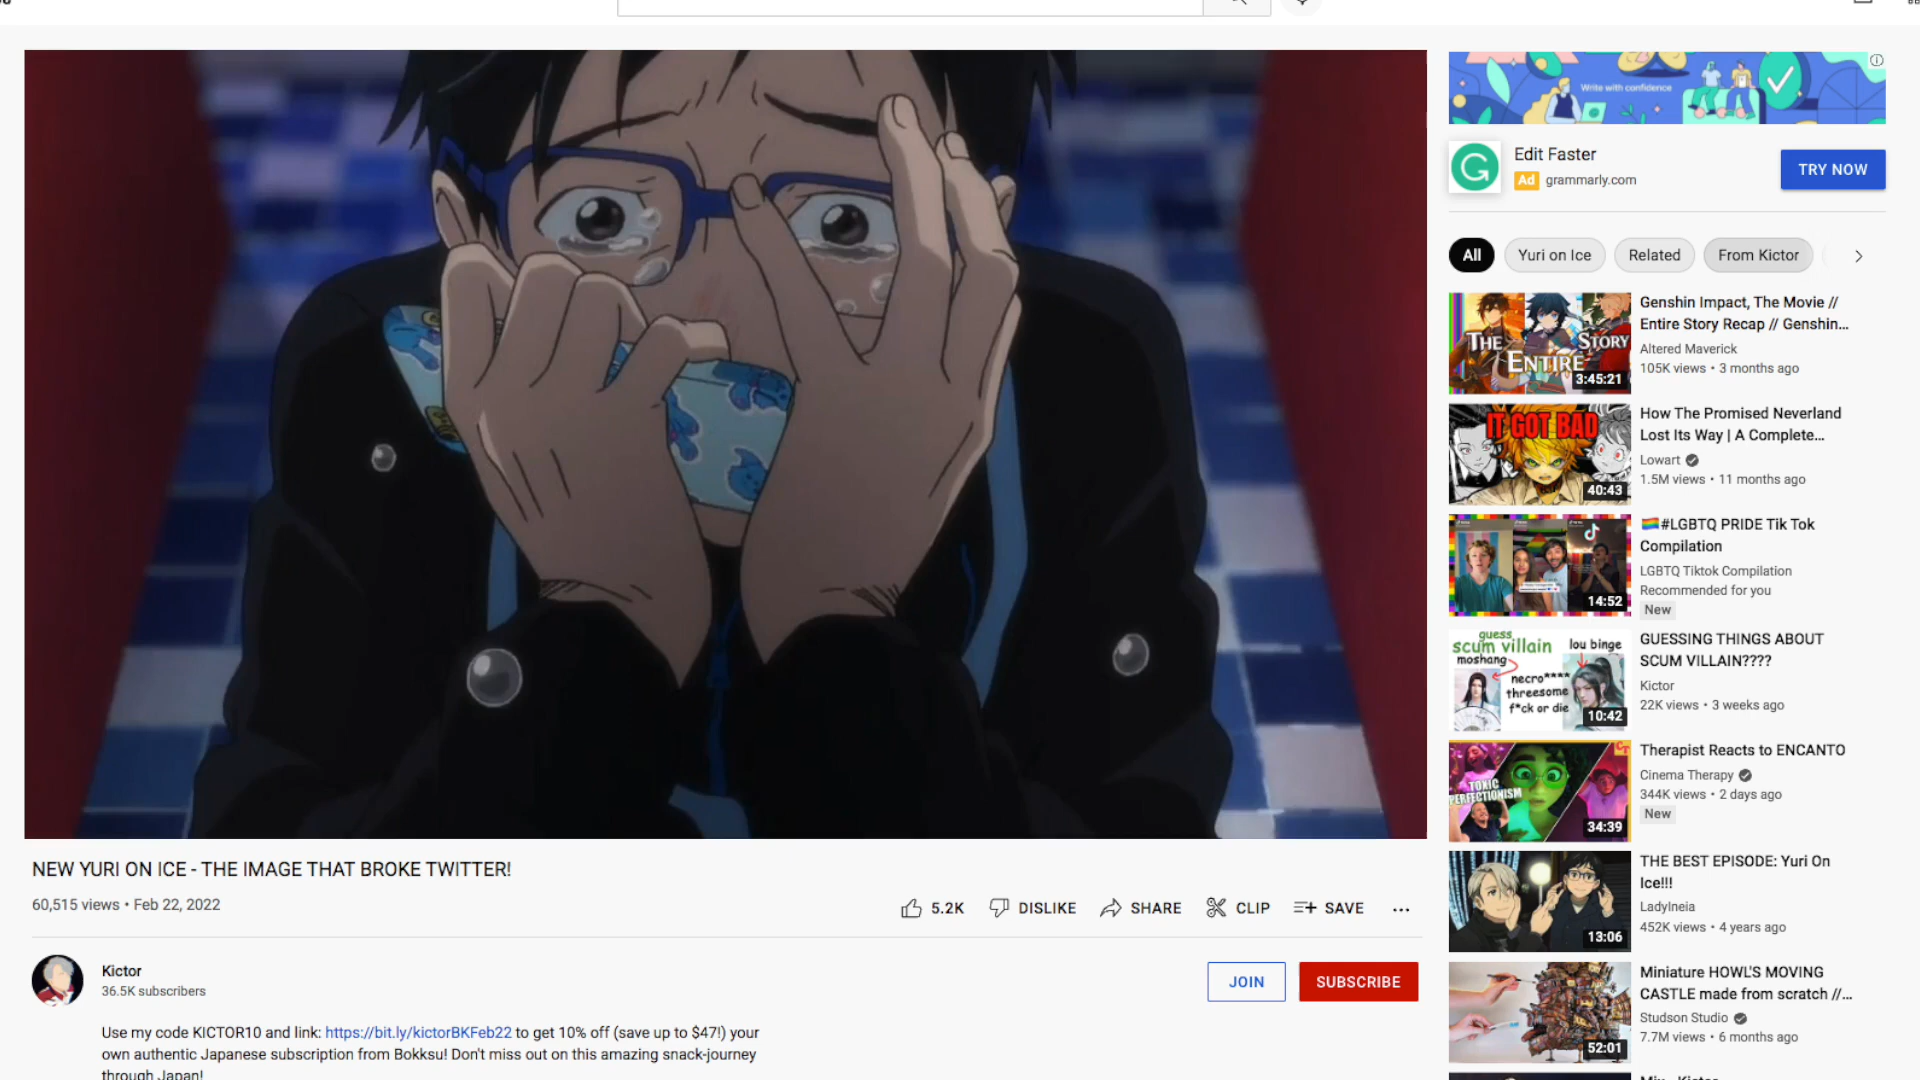 Write with confidence
Edit Faster
Ad grammarly.com
TRY NOW
All
Yuri on Ice
Related
From Kictor
THE STORY
ENTIRE
3:45:21
Genshin Impact, The Movie //
Entire Story Recap // Genshin...
Altered Maverick
105K views • 3 months ago
IT GOT BAD
40:43
How The Promised Neverland
Lost Its Way | A Complete...
Lowart
1.5M views • 11 months ago
14:52
🏳️‍🌈#LGBTQ PRIDE Tik Tok
Compilation
LGBTQ Tiktok Compilation
Recommended for you
New
guess
scum villain
lou binge
moshang
necro****
threesome
f*ck or die
10:42
GUESSING THINGS ABOUT
SCUM VILLAIN????
Kictor
22K views • 3 weeks ago
TOXIC
PERFECTIONISM
34:39
Therapist Reacts to ENCANTO
Cinema Therapy
344K views • 2 days ago
New
13:06
THE BEST EPISODE: Yuri On
Ice!!!
LadyIneia
452K views • 4 years ago
52:01
Miniature HOWL'S MOVING
CASTLE made from scratch //...
Studson Studio
7.7M views • 6 months ago
NEW YURI ON ICE - THE IMAGE THAT BROKE TWITTER!
60,515 views • Feb 22, 2022
5.2K
DISLIKE
SHARE
CLIP
SAVE
Kictor
36.5K subscribers
JOIN
SUBSCRIBE
Use my code KICTOR10 and link: https://bit.ly/kictorBKFeb22 to get 10% off (save up to $47!) your
own authentic Japanese subscription from Bokksu! Don't miss out on this amazing snack-journey
through Japan!